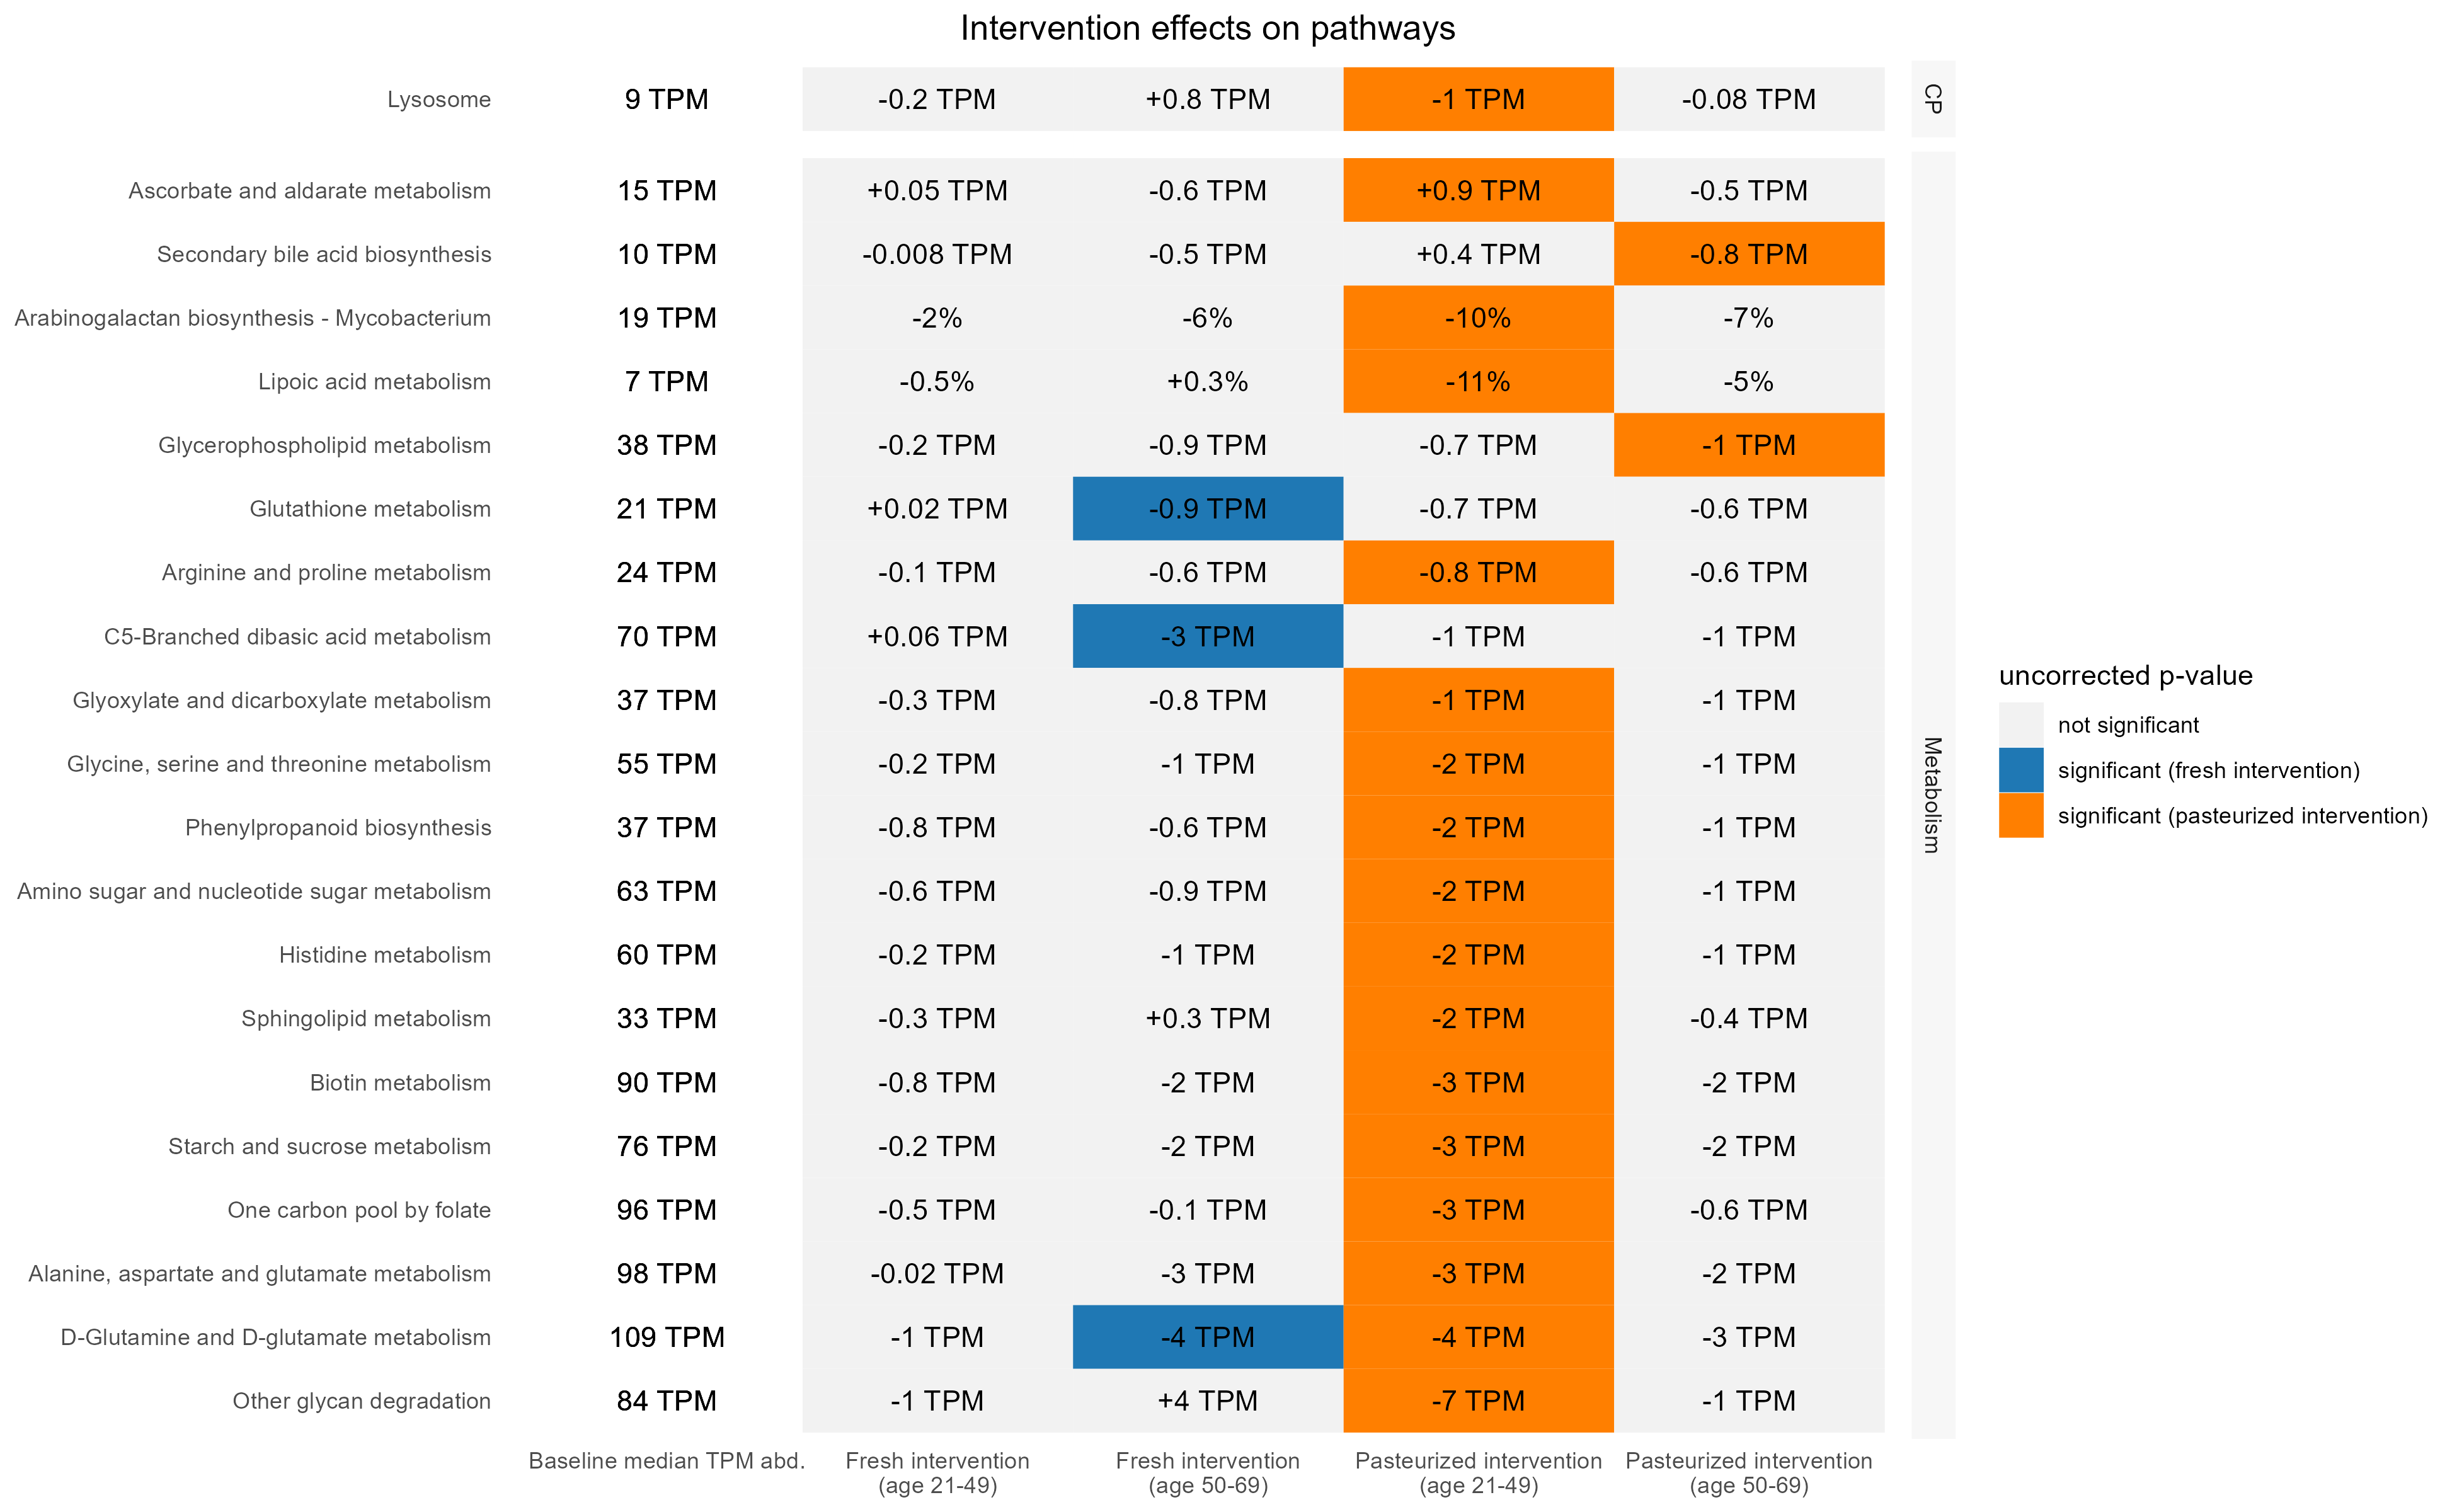 Intervention effects on pathways
Lysosome 9 TPM -0.2 TPM +0.8 TPM -1 TPM -0.08 TPM CP
Ascorbate and aldarate metabolism 15 TPM +0.05 TPM -0.6 TPM +0.9 TPM -0.5 TPM
Secondary bile acid biosynthesis 10 TPM -0.008 TPM -0.5 TPM +0.4 TPM -0.8 TPM
Arabinogalactan biosynthesis - Mycobacterium 19 TPM -2% -6% -10% -7%
Lipoic acid metabolism 7 TPM -0.5% +0.3% -11% -5%
Glycerophospholipid metabolism 38 TPM -0.2 TPM -0.9 TPM -0.7 TPM -1 TPM
Glutathione metabolism 21 TPM +0.02 TPM -0.9 TPM -0.7 TPM -0.6 TPM
Arginine and proline metabolism 24 TPM -0.1 TPM -0.6 TPM -0.8 TPM -0.6 TPM
C5-Branched dibasic acid metabolism 70 TPM +0.06 TPM -3 TPM -1 TPM -1 TPM
Glyoxylate and dicarboxylate metabolism 37 TPM -0.3 TPM -0.8 TPM -1 TPM -1 TPM
Glycine, serine and threonine metabolism 55 TPM -0.2 TPM -1 TPM -2 TPM -1 TPM
Phenylpropanoid biosynthesis 37 TPM -0.8 TPM -0.6 TPM -2 TPM -1 TPM
Amino sugar and nucleotide sugar metabolism 63 TPM -0.6 TPM -0.9 TPM -2 TPM -1 TPM
Histidine metabolism 60 TPM -0.2 TPM -1 TPM -2 TPM -1 TPM
Sphingolipid metabolism 33 TPM -0.3 TPM +0.3 TPM -2 TPM -0.4 TPM
Biotin metabolism 90 TPM -0.8 TPM -2 TPM -3 TPM -2 TPM
Starch and sucrose metabolism 76 TPM -0.2 TPM -2 TPM -3 TPM -2 TPM
One carbon pool by folate 96 TPM -0.5 TPM -0.1 TPM -3 TPM -0.6 TPM
Alanine, aspartate and glutamate metabolism 98 TPM -0.02 TPM -3 TPM -3 TPM -2 TPM
D-Glutamine and D-glutamate metabolism 109 TPM -1 TPM -4 TPM -4 TPM -3 TPM
Other glycan degradation 84 TPM -1 TPM +4 TPM -7 TPM -1 TPM
Metabolism
Baseline median TPM abd. Fresh intervention Fresh intervention Pasteurized intervention Pasteurized intervention
(age 21-49) (age 50-69) (age 21-49) (age 50-69)
uncorrected p-value
not significant
significant (fresh intervention)
significant (pasteurized intervention)